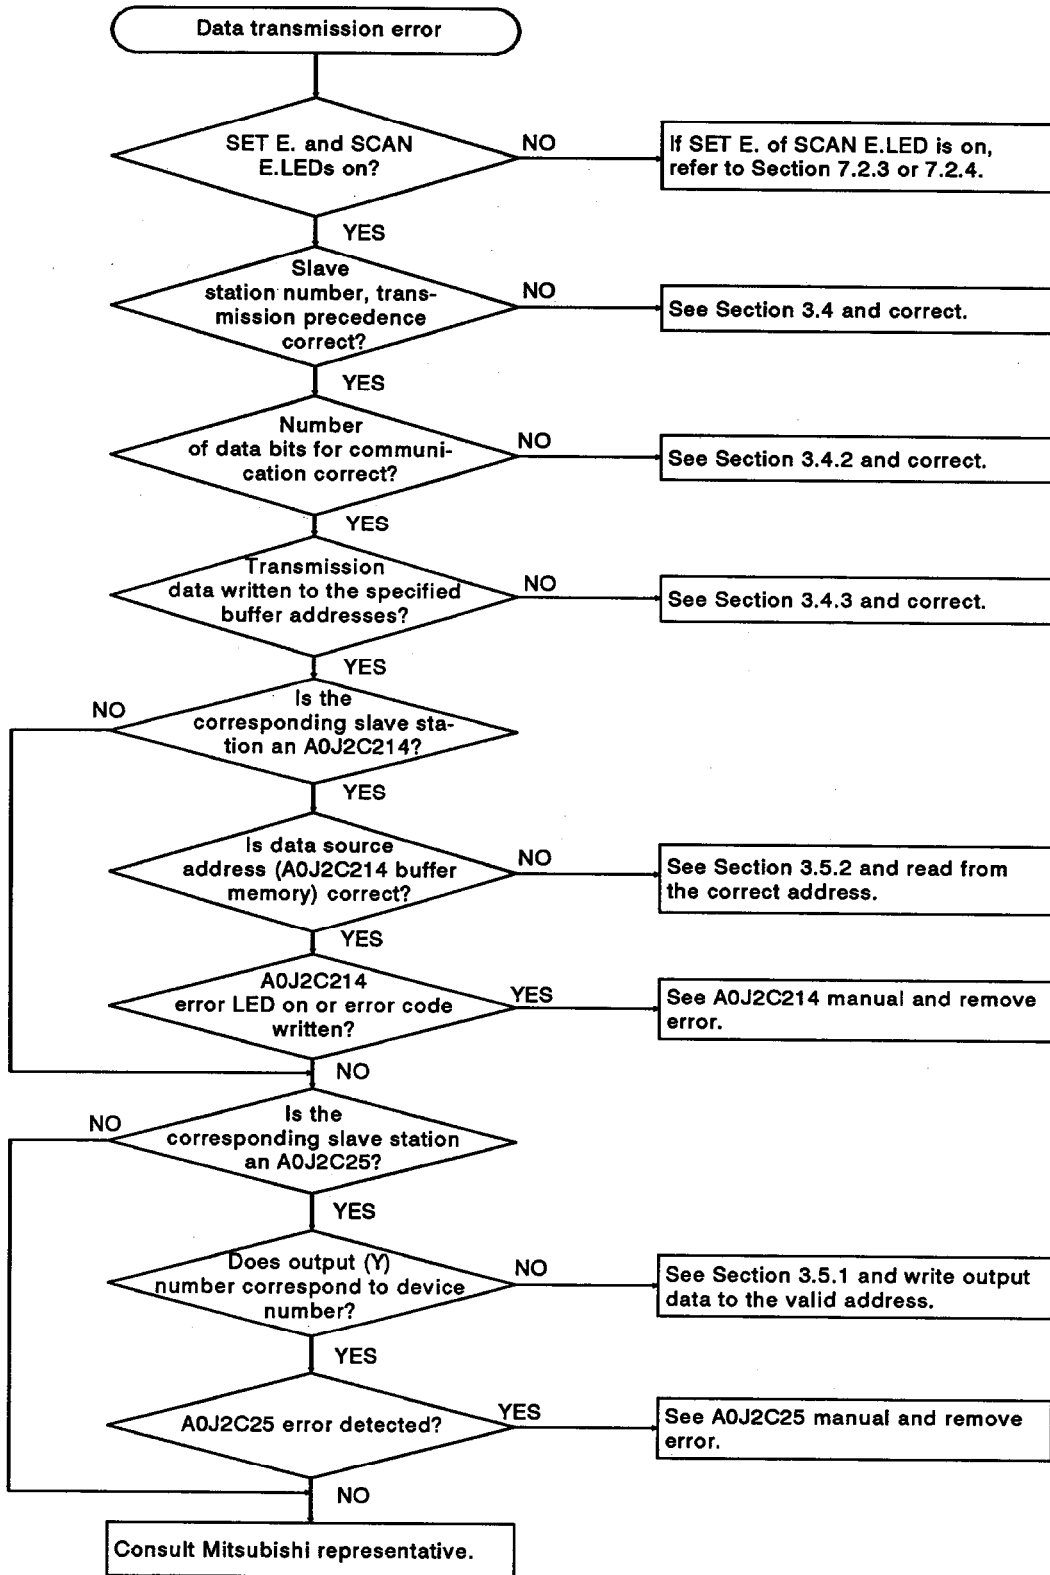 Data transmission error
SET E. and SCAN
E.LEDs on?
NO
If SET E. of SCAN E.LED is on,
refer to Section 7.2.3 or 7.2.4.
YES
Slave
station number, trans-
mission precedence
correct?
NO
See Section 3.4 and correct.
YES
Number
of data bits for communi-
cation correct?
NO
See Section 3.4.2 and correct.
YES
Transmission
data written to the specified
buffer addresses?
NO
See Section 3.4.3 and correct.
YES
NO
Is the
corresponding slave sta-
tion an A0J2C214?
YES
Is data source
address (A0J2C214 buffer
memory) correct?
NO
See Section 3.5.2 and read from
the correct address.
YES
A0J2C214
error LED on or error code
written?
YES
See A0J2C214 manual and remove
error.
NO
NO
Is the
corresponding slave station
an A0J2C25?
YES
Does output (Y)
number correspond to device
number?
NO
See Section 3.5.1 and write output
data to the valid address.
YES
A0J2C25 error detected?
YES
See A0J2C25 manual and remove
error.
NO
Consult Mitsubishi representative.